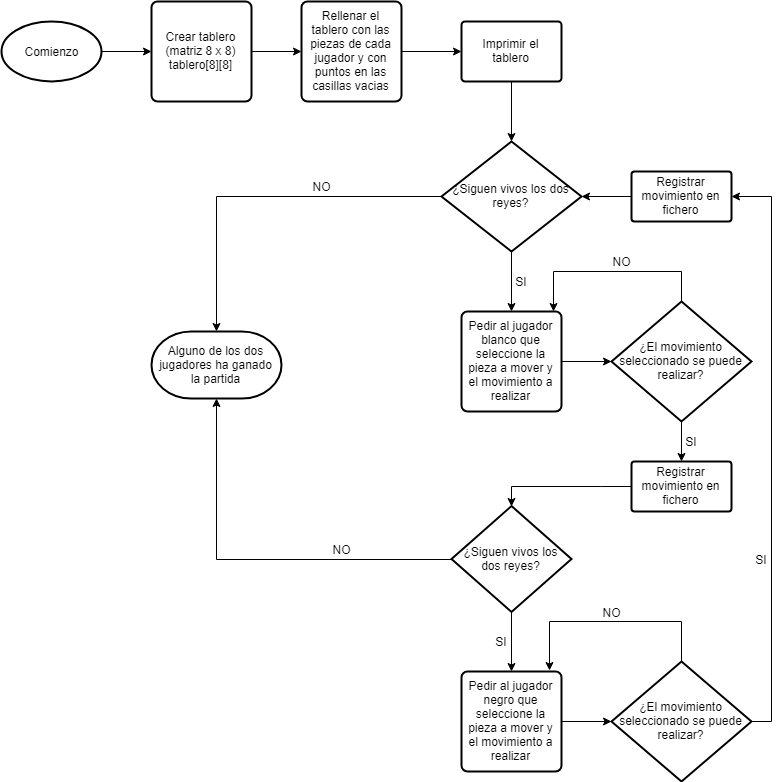 Comienzo
Crear tablero
(matriz 8 x 8)
tablero[8][8]
Rellenar el
tablero con las
piezas de cada
jugador y con
puntos en las
casillas vacias
Imprimir el
tablero
¿Siguen vivos los dos
reyes?
NO
SI
Registrar
movimiento en
fichero
NO
Pedir al jugador
blanco que
seleccione la
pieza a mover y
el movimiento a
realizar
¿El movimiento
seleccionado se puede
realizar?
Alguno de los dos
jugadores ha ganado
la partida
SI
Registrar
movimiento en
fichero
¿Siguen vivos los
dos reyes?
NO
SI
SI
NO
Pedir al jugador
negro que
seleccione la
pieza a mover y
el movimiento a
realizar
¿El movimiento
seleccionado se puede
realizar?